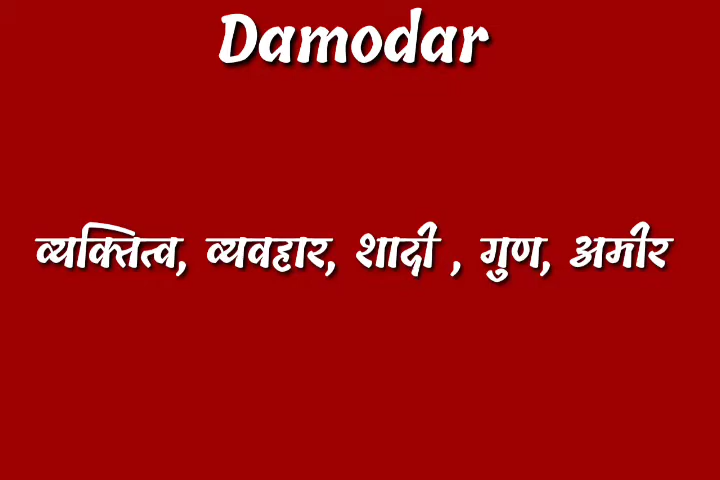 Damodar
व्यक्तित्व, व्यवहार, शादी , गुण, अमीर